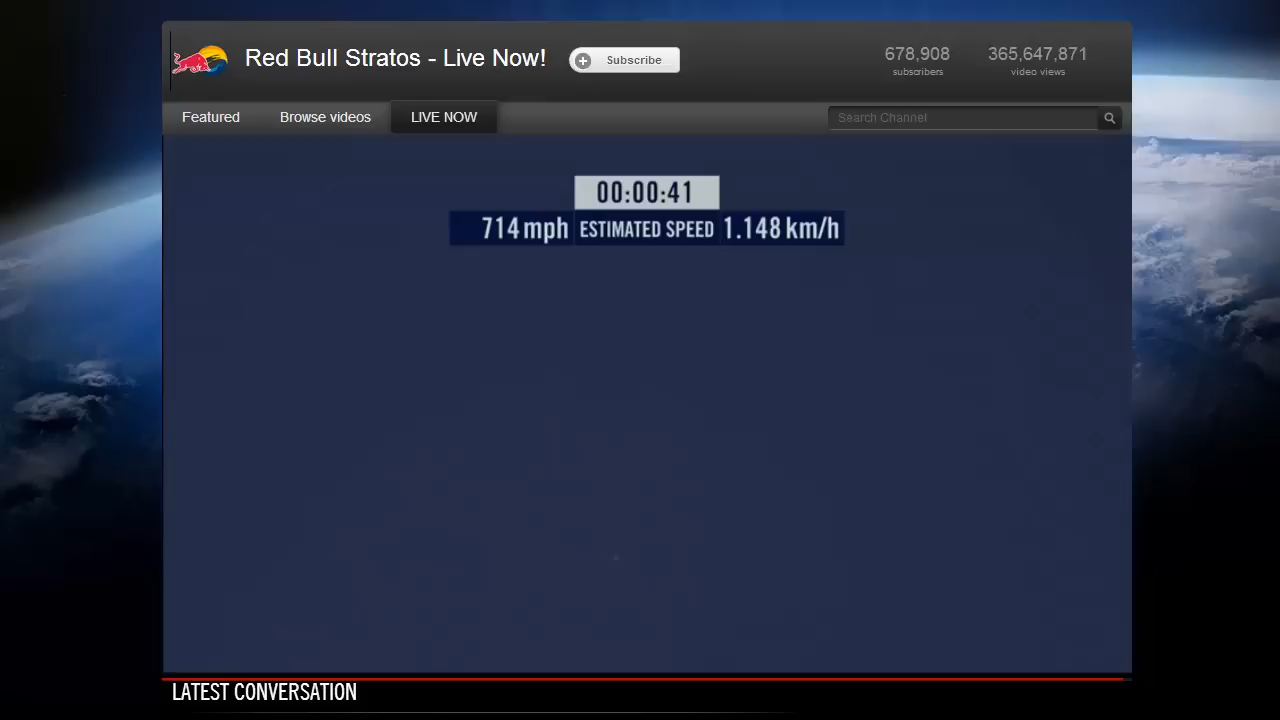 Red Bull Stratos - Live Now!
Subscribe
678,908
subscribers
365,647,871
video views
Featured
Browse videos
LIVE NOW
Search Channel
00:00:41
714 mph
ESTIMATED SPEED
1.148 km/h
LATEST CONVERSATION